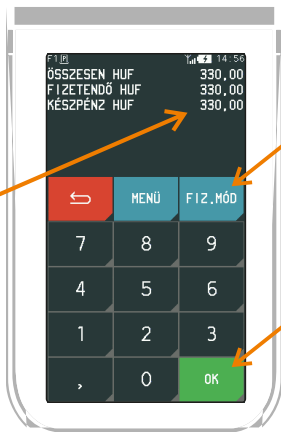 F1 P 14:56
ÖSSZESEN HUF 330,00
FIZETENDŐ HUF 330,00
KÉSZPÉNZ HUF 330,00
MENÜ FIZ.MÓD
7 8 9
4 5 6
1 2 3
, 0 OK